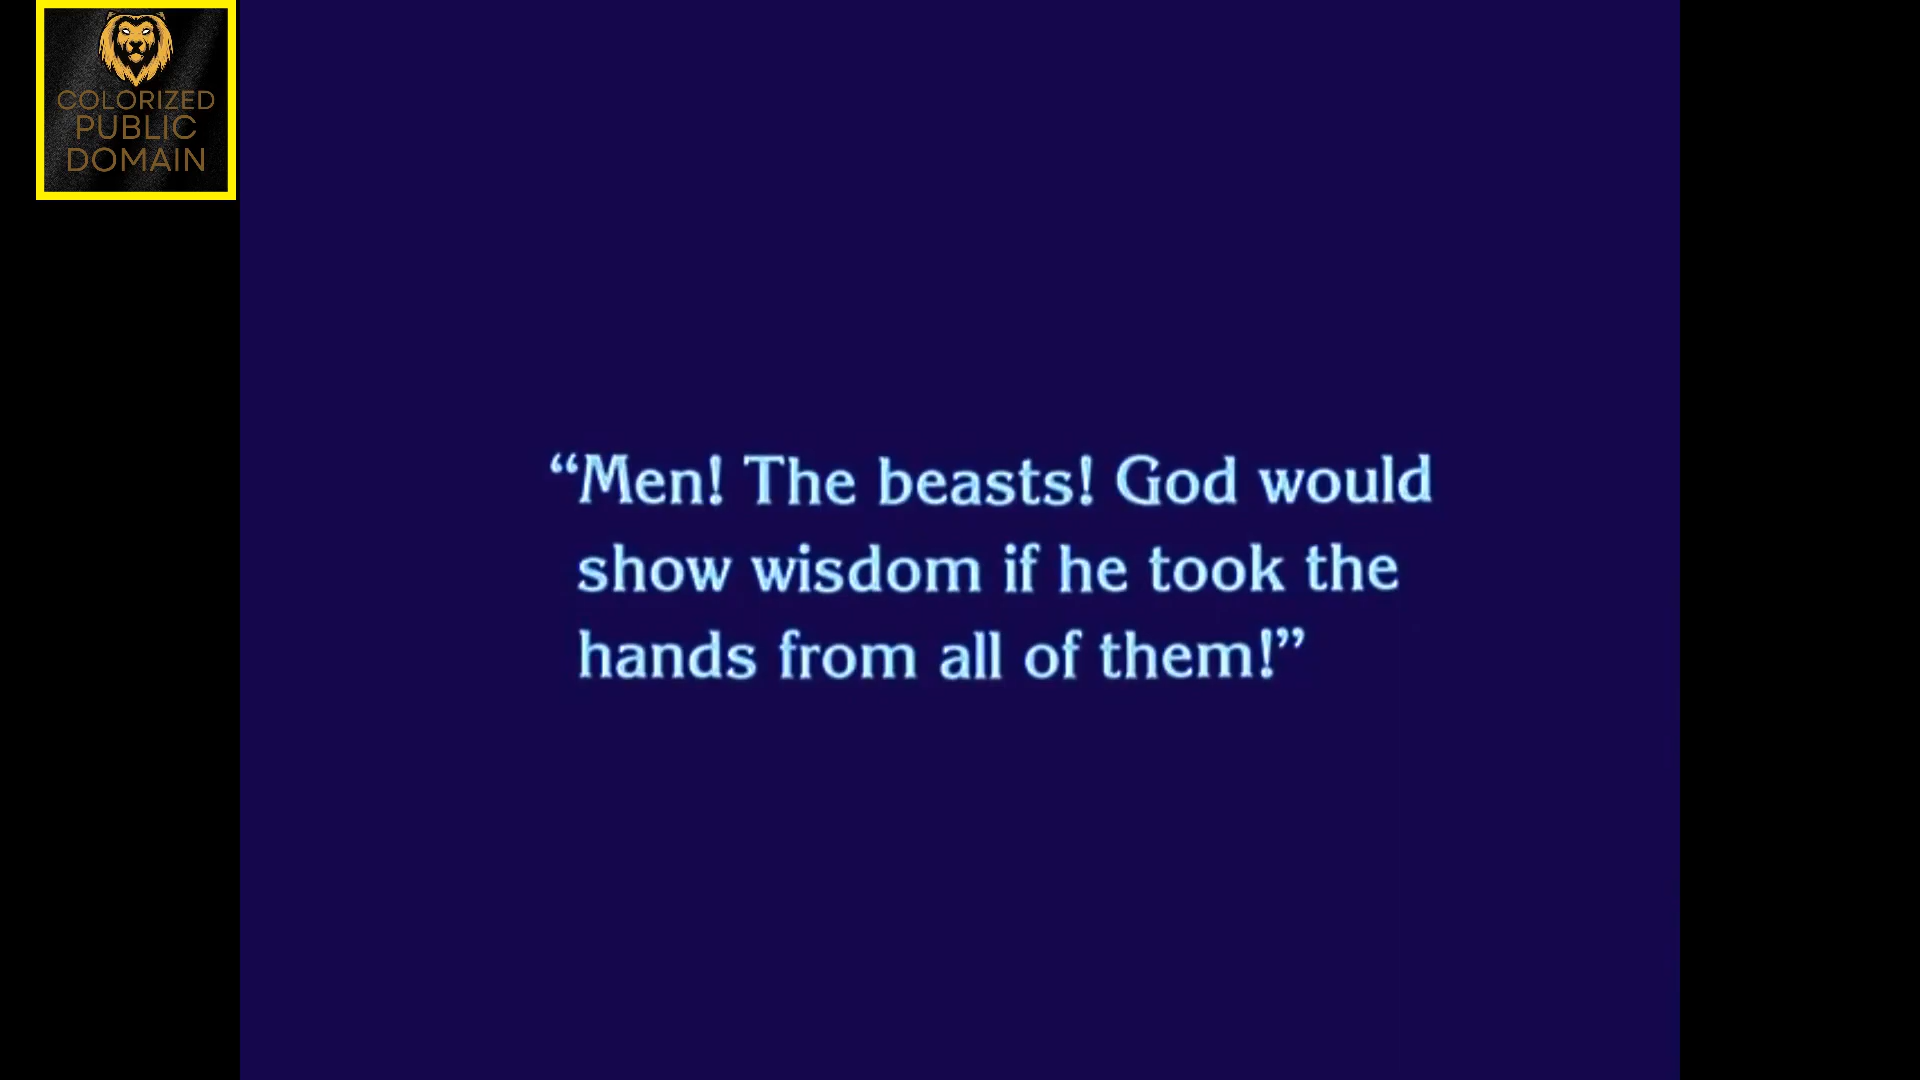 COLORIZED
PUBLIC
DOMAIN
“Men! The beasts! God would
show wisdom if he took the
hands from all of them!”